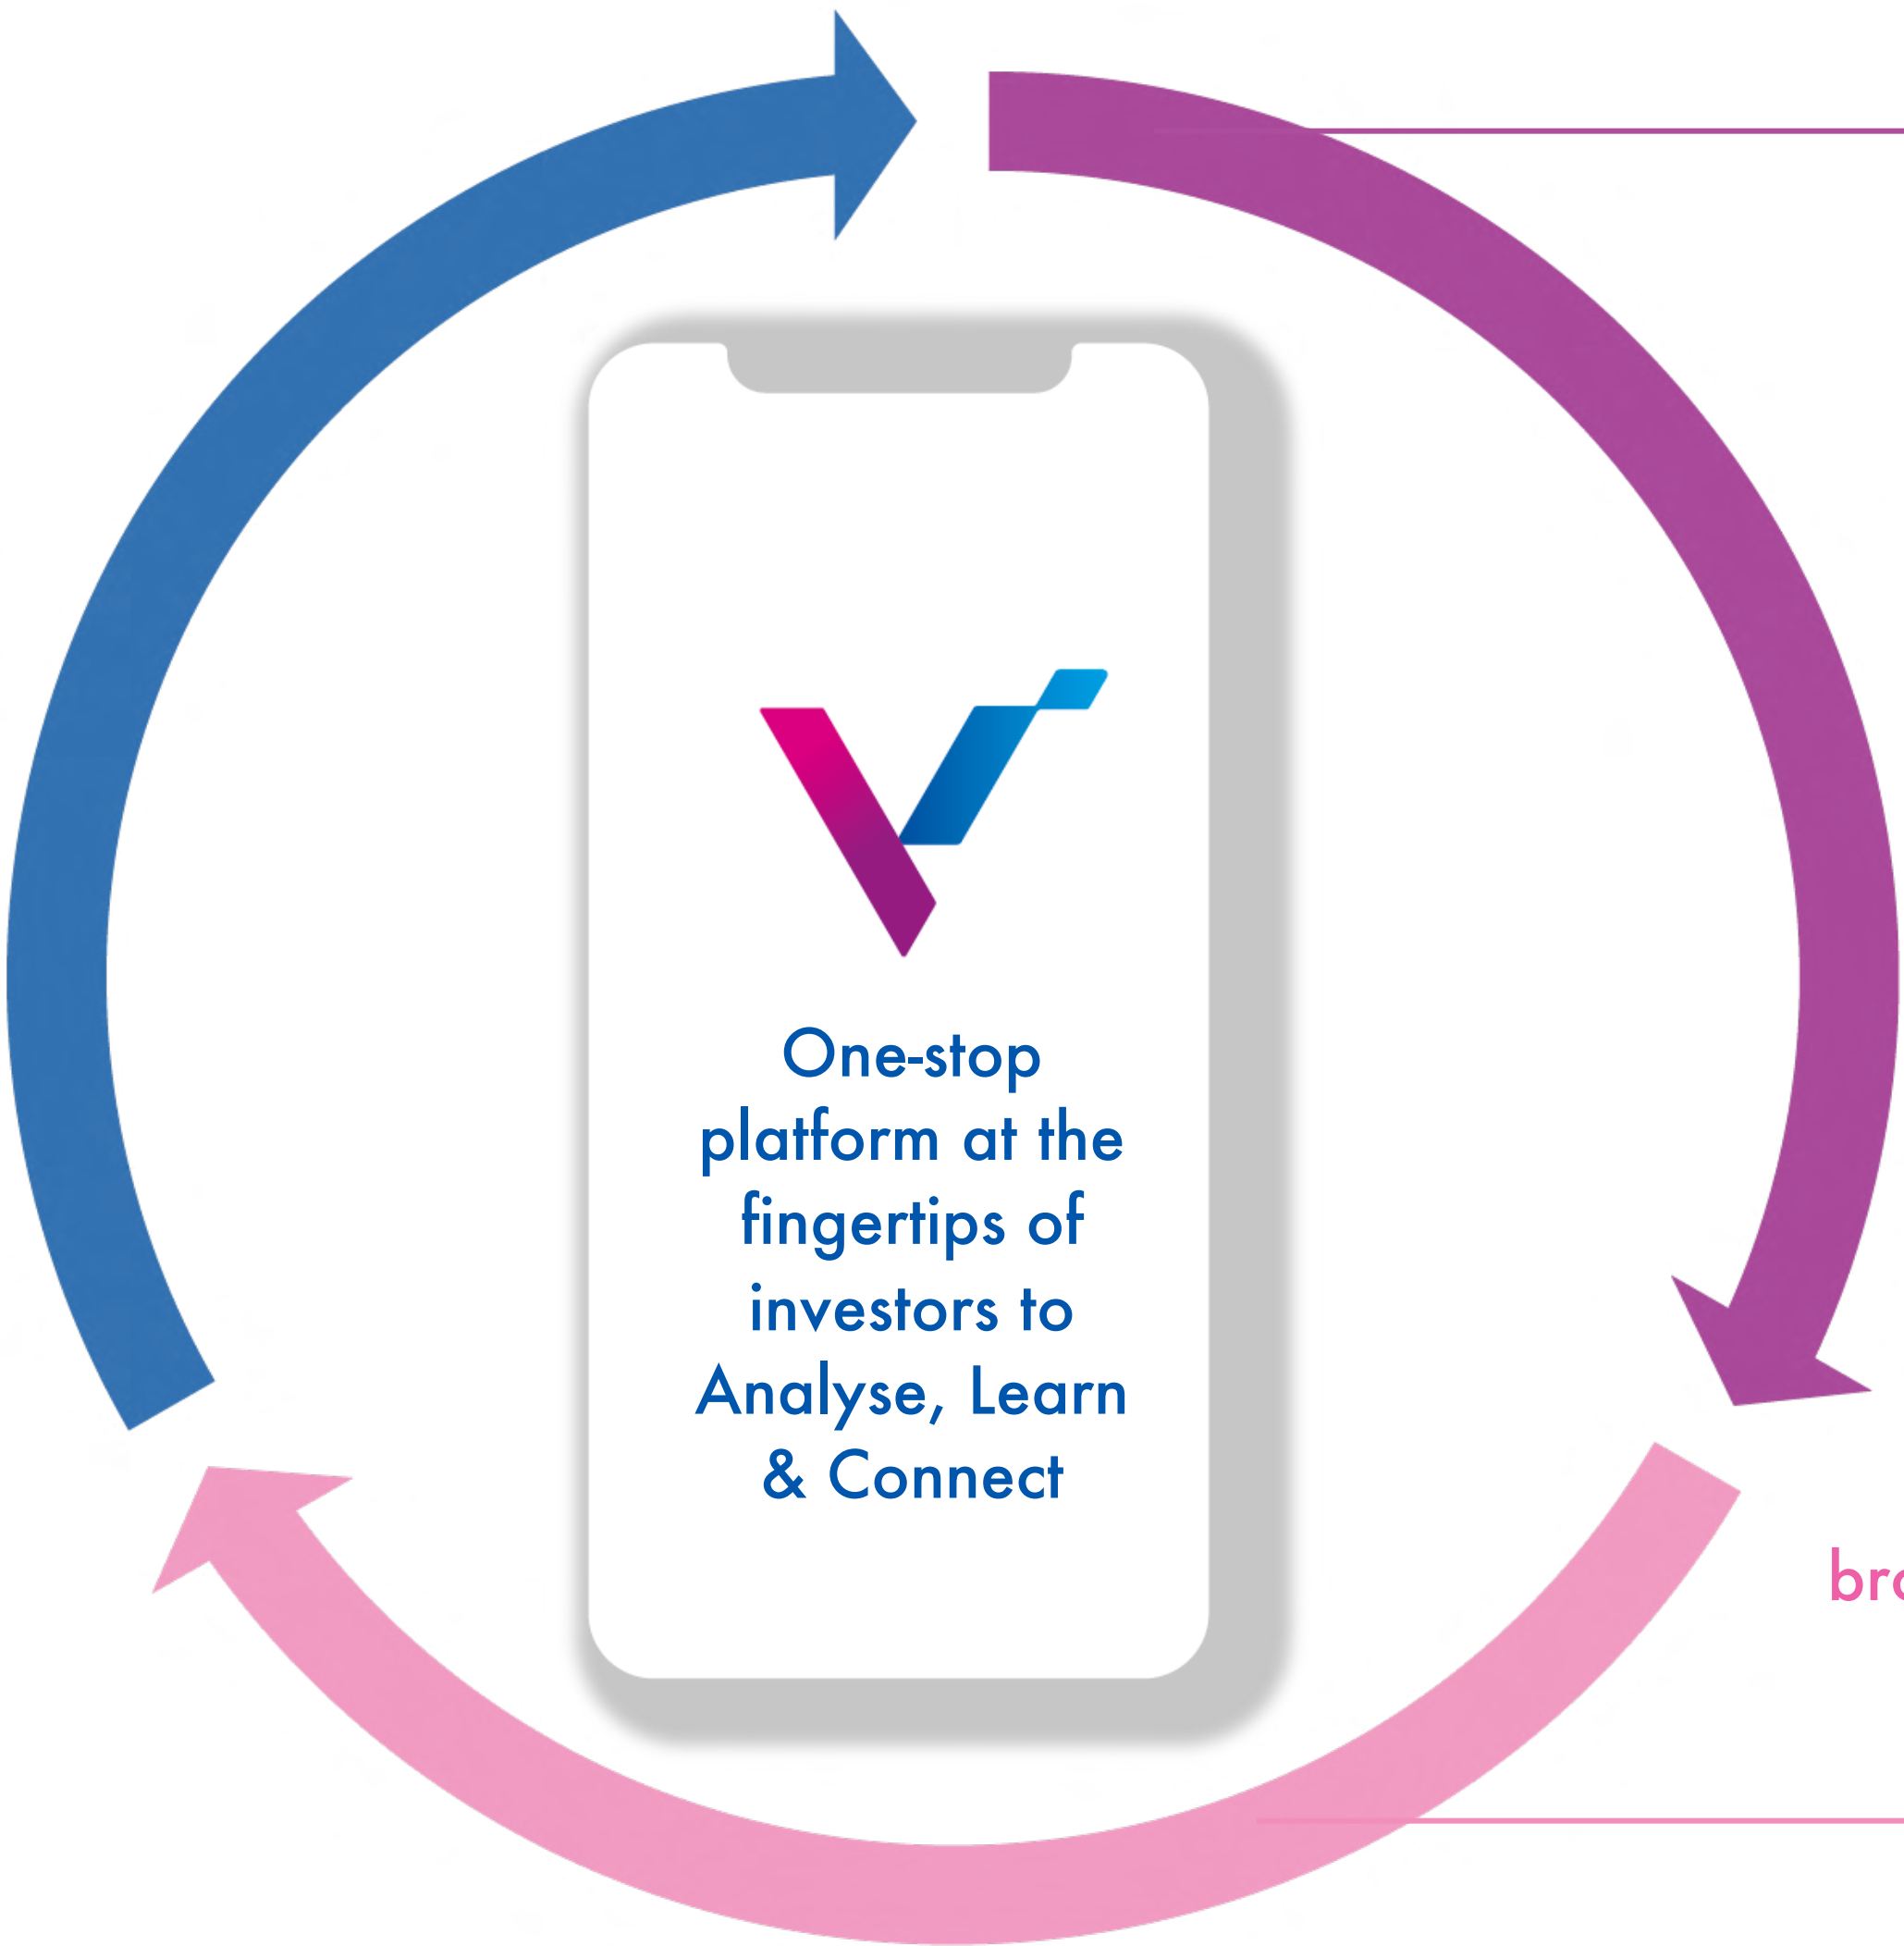 One-stop
platform at the
fingertips of
investors to
Analyse, Learn
& Connect